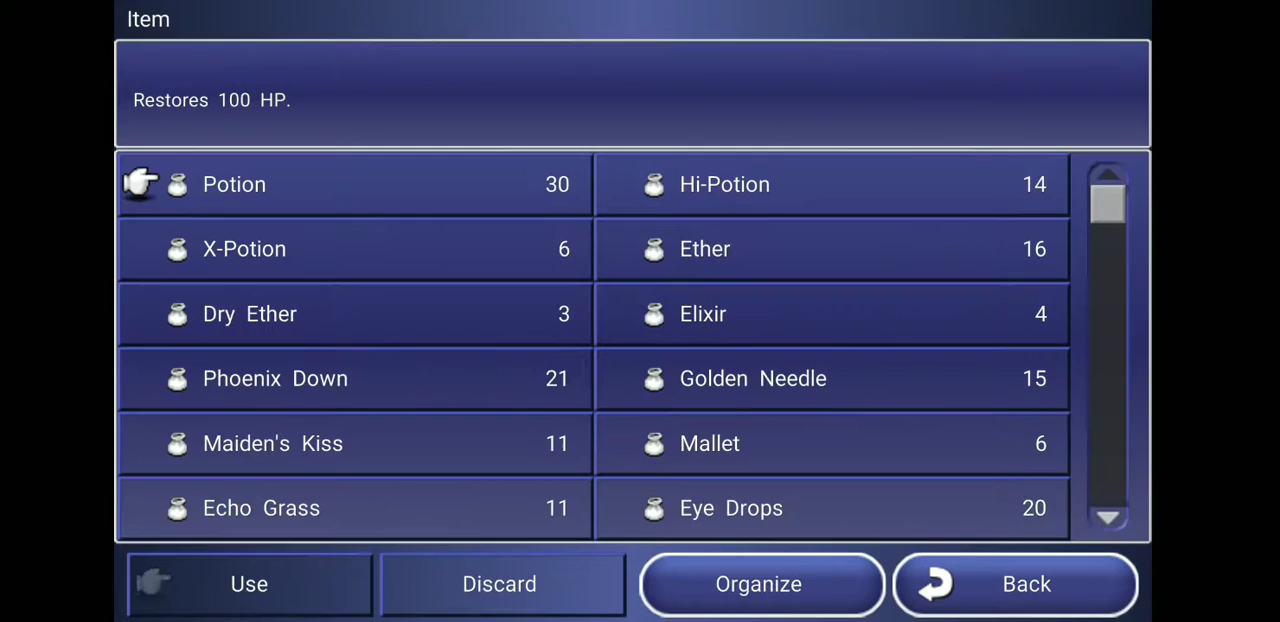 Item
Restores 100 HP.
Potion 30 Hi-Potion 14
X-Potion 6 Ether 16
Dry Ether 3 Elixir 4
Phoenix Down 21 Golden Needle 15
Maiden's Kiss 11 Mallet 6
Echo Grass 11 Eye Drops 20
Use Discard Organize Back